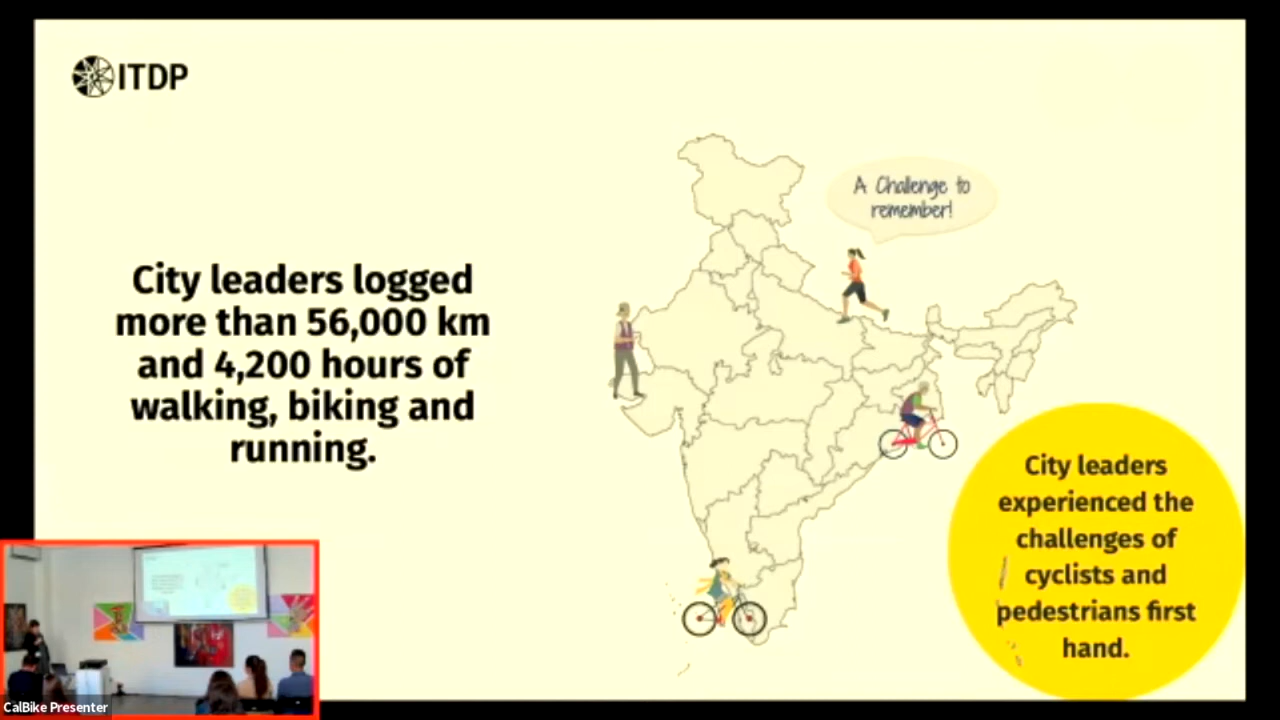 ITDP
A Challenge to
remember!
City leaders logged
more than 56,000 km
and 4,200 hours of
walking, biking and
running.
City leaders
experienced the
challenges of
cyclists and
pedestrians first
hand.
CalBike Presenter